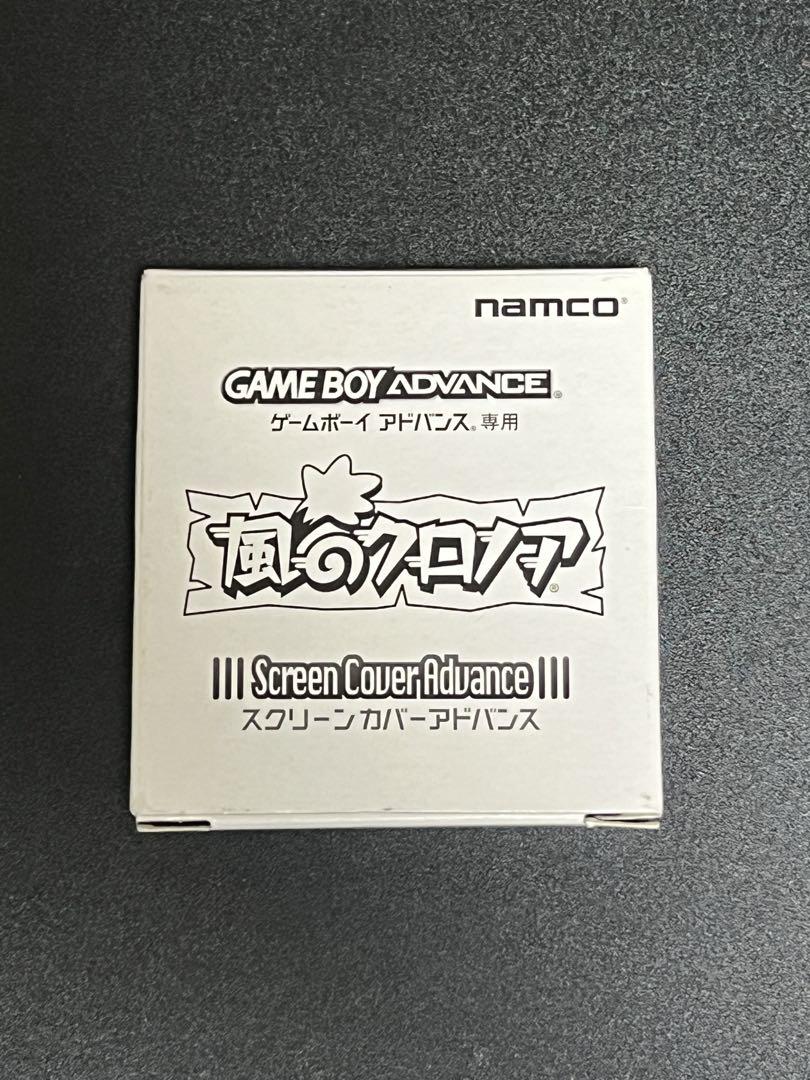 namco®
GAME BOY ADVANCE®
ゲームボーイ アドバンス®専用
風のクロノア®
Screen Cover Advance
スクリーンカバーアドバンス